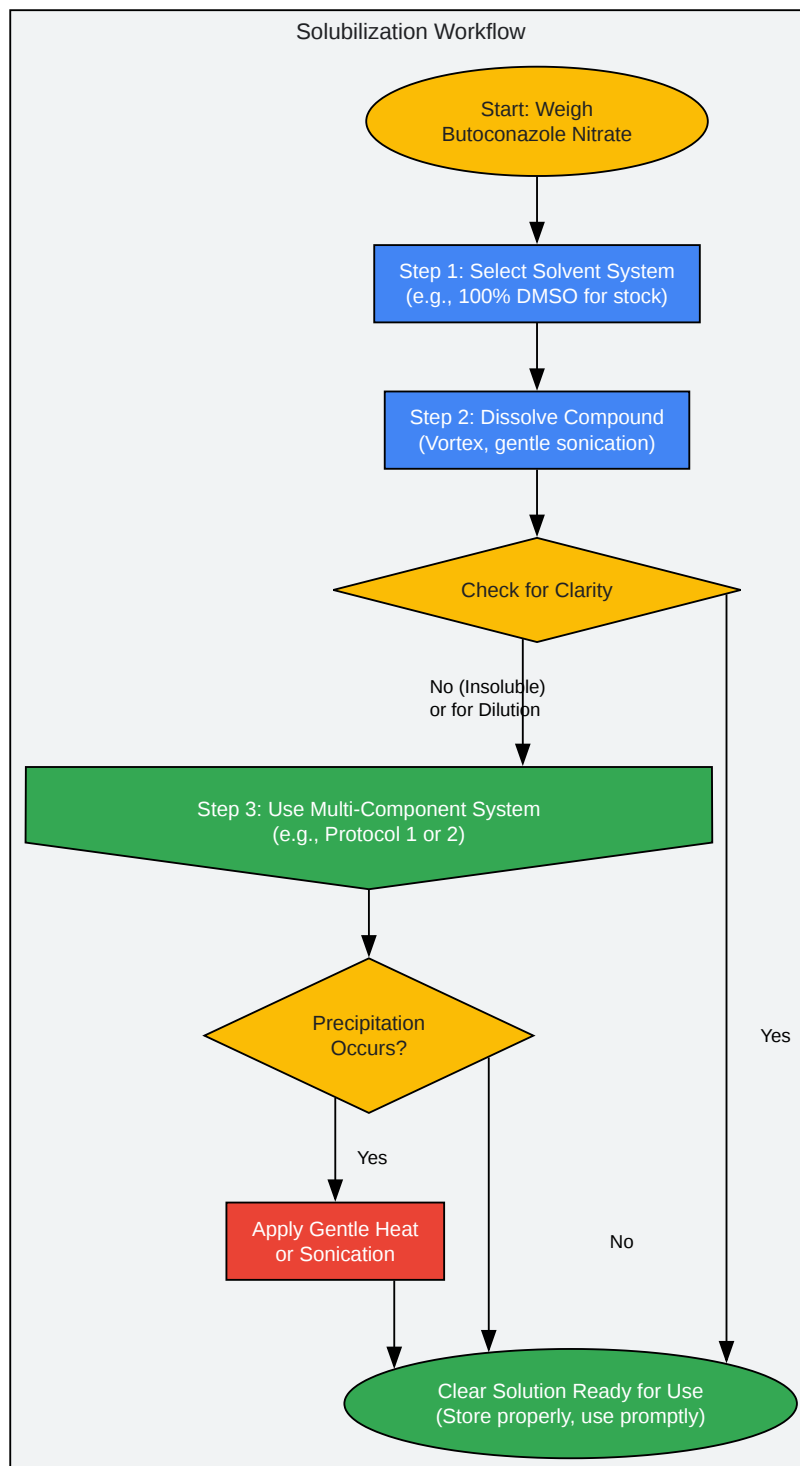 Solubilization Workflow
Start: Weigh
Butoconazole Nitrate
Step 1: Select Solvent System
(e.g., 100% DMSO for stock)
Step 2: Dissolve Compound
(Vortex, gentle sonication)
Check for Clarity
No (Insoluble)
or for Dilution
Step 3: Use Multi-Component System
(e.g., Protocol 1 or 2)
Precipitation
Occurs?
Yes
Yes
Apply Gentle Heat
or Sonication
No
Clear Solution Ready for Use
(Store properly, use promptly)